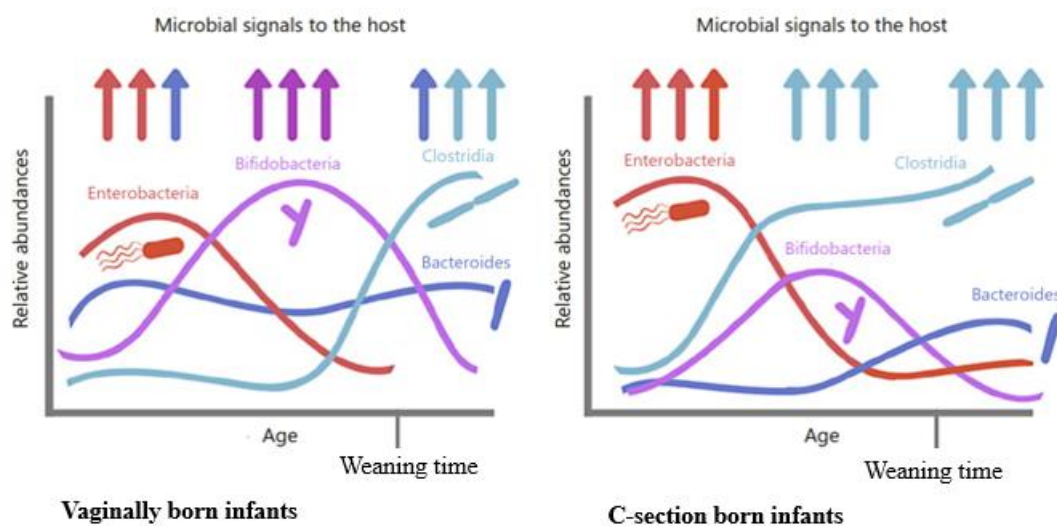 Microbial signals to the host
Relative abundances
Enterobacteria
Bifidobacteria
Clostridia
Bacteroides
Age
Weaning time
Vaginally born infants
Microbial signals to the host
Relative abundances
Enterobacteria
Clostridia
Bifidobacteria
Bacteroides
Age
Weaning time
C-section born infants